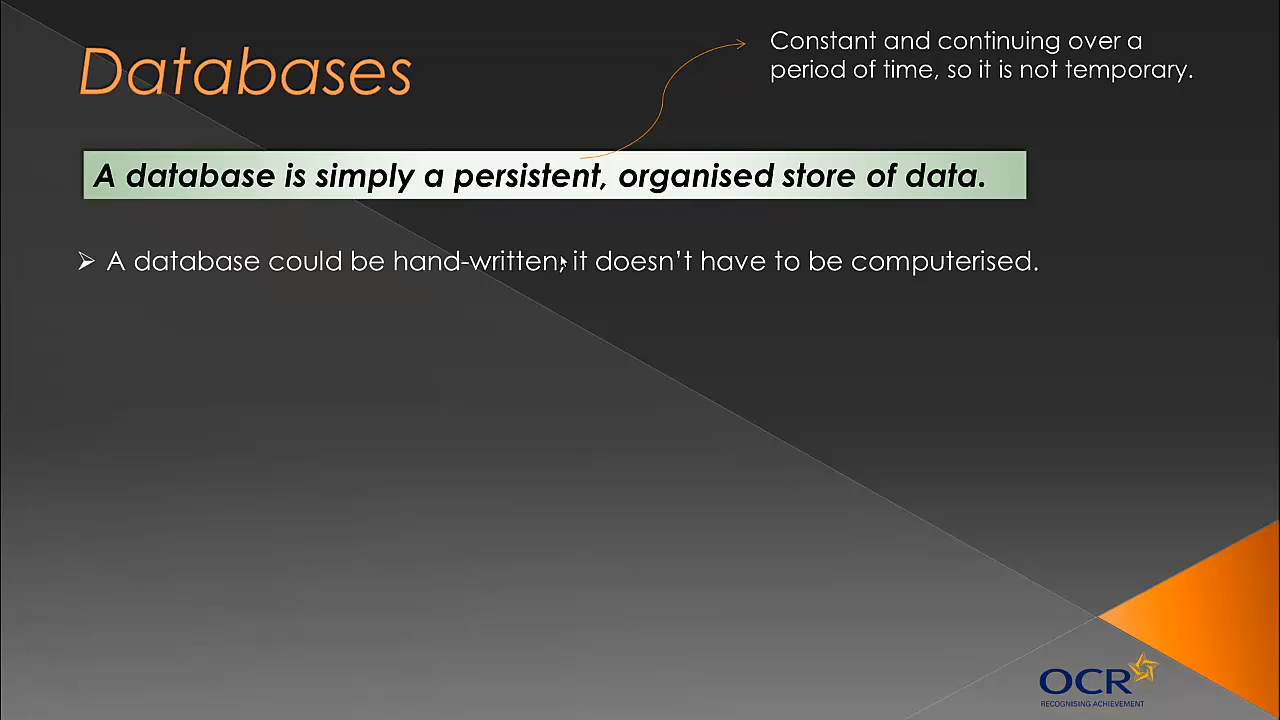 Databases
Constant and continuing over a
period of time, so it is not temporary.
A database is simply a persistent, organised store of data.
A database could be hand-written; it doesn't have to be computerised.
OCR
RECOGNISING ACHIEVEMENT